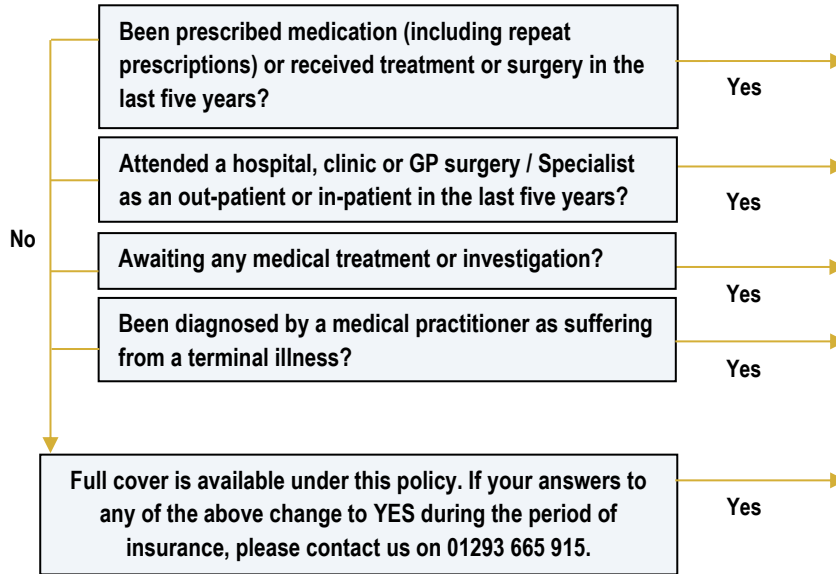 Been prescribed medication (including repeat
prescriptions) or received treatment or surgery in the
last five years?
Yes
Attended a hospital, clinic or GP surgery / Specialist
as an out-patient or in-patient in the last five years?
Yes
No
Awaiting any medical treatment or investigation?
Yes
Been diagnosed by a medical practitioner as suffering
from a terminal illness?
Yes
Full cover is available under this policy. If your answers to
any of the above change to YES during the period of
insurance, please contact us on 01293 665 915.
Yes